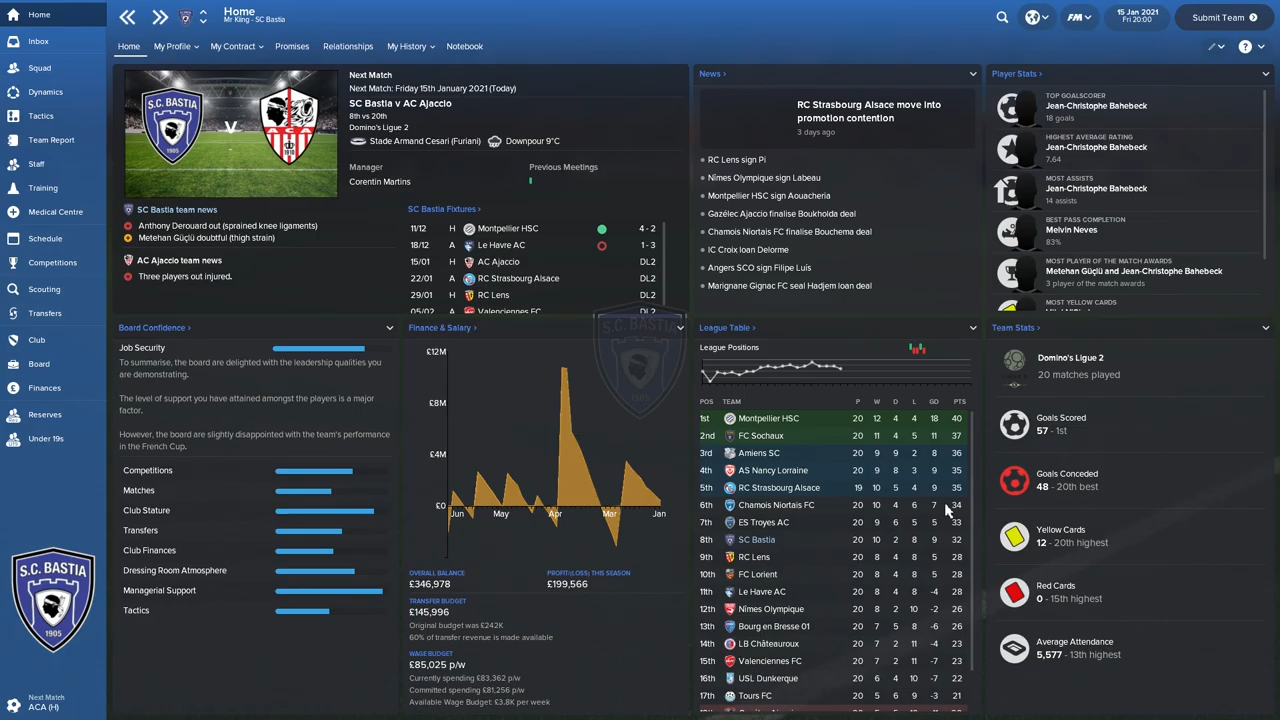 Home
Mr King - SC Bastia
FM
15 Jan 2021
Fri 20:00
Submit Team
Home
Inbox
Squad
Dynamics
Tactics
Team Report
Staff
Training
Medical Centre
Schedule
Competitions
Scouting
Transfers
Club
Board
Finances
Reserves
Under 19s
S.C. BASTIA
1905
Next Match
ACA (H)
Home
My Profile
My Contract
Promises
Relationships
My History
Notebook
?
S.C. BASTIA
1905
V
ACA
1910
Next Match
Next Match: Friday 15th January 2021 (Today)
SC Bastia v AC Ajaccio
8th vs 20th
Domino's Ligue 2
Stade Armand Cesari (Furiani) Downpour 9°C
Manager Previous Meetings
Corentin Martins
SC Bastia team news
Anthony Derouard out (sprained knee ligaments)
Metehan Güçlü doubtful (thigh strain)
AC Ajaccio team news
Three players out injured.
SC Bastia Fixtures ›
11/12 H Montpellier HSC 4 - 2
18/12 A Le Havre AC 1 - 3
15/01 H AC Ajaccio DL2
22/01 A RC Strasbourg Alsace DL2
29/01 H RC Lens DL2
05/02 A Valenciennes FC DL2
News ›
RC Strasbourg Alsace move into
promotion contention
3 days ago
RC Lens sign Pi
Nîmes Olympique sign Labeau
Montpellier HSC sign Aouacheria
Gazélec Ajaccio finalise Boukholda deal
Chamois Niortais FC finalise Bouchema deal
IC Croix loan Delorme
Angers SCO sign Filipe Luís
Marignane Gignac FC seal Hadjem loan deal
Player Stats ›
TOP GOALSCORER
Jean-Christophe Bahebeck
18 goals
HIGHEST AVERAGE RATING
Jean-Christophe Bahebeck
7.64
MOST ASSISTS
Jean-Christophe Bahebeck
14 assists
BEST PASS COMPLETION
Melvin Neves
83%
MOST PLAYER OF THE MATCH AWARDS
Metehan Güçlü and Jean-Christophe Bahebeck
3 player of the match awards
MOST YELLOW CARDS
Board Confidence ›
Job Security
To summarise, the board are delighted with the leadership qualities you
are demonstrating.
The level of support you have attained amongst the players is a major
factor.
However, the board are slightly disappointed with the team's performance
in the French Cup.
Competitions
Matches
Club Stature
Transfers
Club Finances
Dressing Room Atmosphere
Managerial Support
Tactics
Finance & Salary ›
£12M
£8M
£4M
£0
Jun May Apr Mar Jan
OVERALL BALANCE PROFIT/(LOSS) THIS SEASON
£346,978 £199,566
TRANSFER BUDGET
£145,996
Original budget was £242K
60% of transfer revenue is made available
WAGE BUDGET
£85,025 p/w
Currently spending £83,362 p/w
Committed spending £81,256 p/w
Available Wage Budget: £3.8K per week
S.C. BASTIA
1905
League Table ›
League Positions
POS TEAM P W D L GD PTS
1st Montpellier HSC 20 12 4 4 18 40
2nd FC Sochaux 20 11 4 5 11 37
3rd Amiens SC 20 9 9 2 8 36
4th AS Nancy Lorraine 20 11 8 3 9 35
5th RC Strasbourg Alsace 19 10 5 4 9 35
6th Chamois Niortais FC 20 10 4 6 7 34
7th ES Troyes AC 20 9 6 5 5 33
8th SC Bastia 20 10 2 8 9 32
9th RC Lens 20 8 4 8 5 28
10th FC Lorient 20 8 4 8 5 28
11th Le Havre AC 20 8 4 8 -4 28
12th Nîmes Olympique 20 8 2 10 -2 26
13th Bourg en Bresse 01 20 7 5 8 -6 26
14th LB Châteauroux 20 7 2 11 -4 23
15th Valenciennes FC 20 7 2 11 -7 23
16th USL Dunkerque 20 6 4 10 -7 22
17th Tours FC 20 5 6 9 -3 21
Team Stats ›
Domino's Ligue 2
20 matches played
Goals Scored
57 - 1st
Goals Conceded
48 - 20th best
Yellow Cards
12 - 20th highest
Red Cards
0 - 15th highest
Average Attendance
5,577 - 13th highest